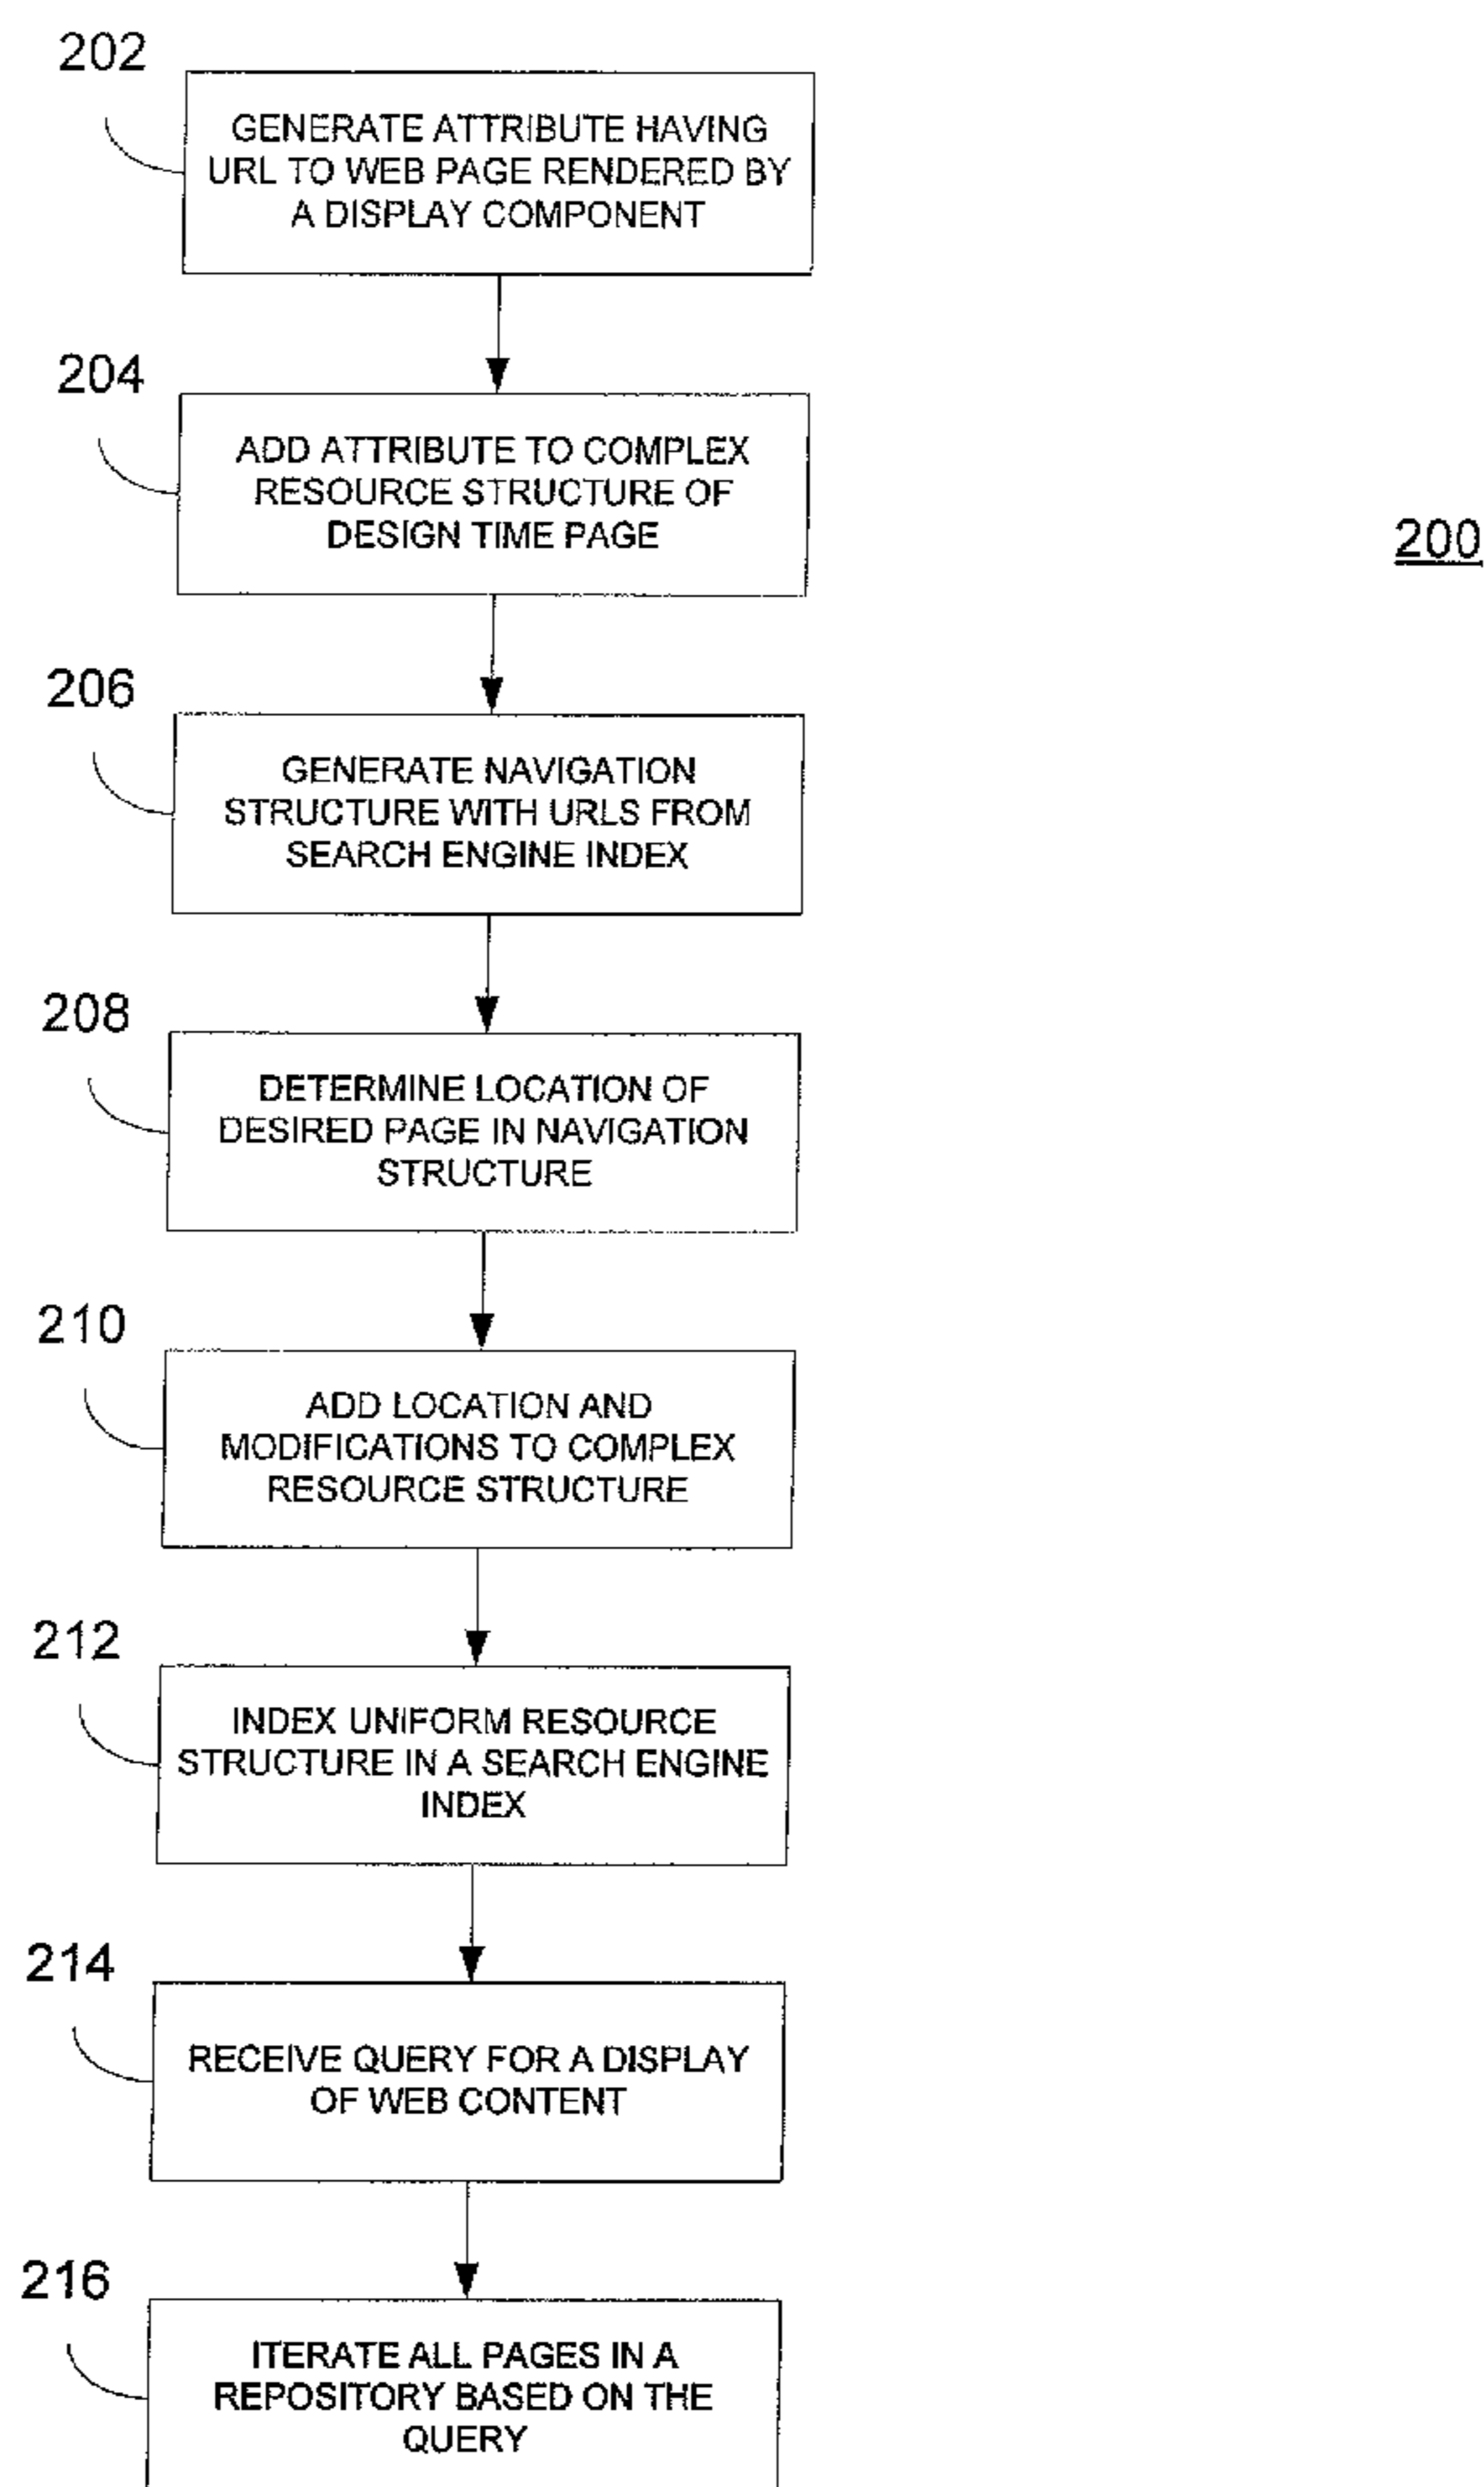 202
GENERATE ATTRIBUTE HAVING
URL TO WEB PAGE RENDERED BY
A DISPLAY COMPONENT
204
ADD ATTRIBUTE TO COMPLEX
RESOURCE STRUCTURE OF
DESIGN TIME PAGE
200
206
GENERATE NAVIGATION
STRUCTURE WITH URLS FROM
SEARCH ENGINE INDEX
208
DETERMINE LOCATION OF
DESIRED PAGE IN NAVIGATION
STRUCTURE
210
ADD LOCATION AND
MODIFICATIONS TO COMPLEX
RESOURCE STRUCTURE
212
INDEX UNIFORM RESOURCE
STRUCTURE IN A SEARCH ENGINE
INDEX
214
RECEIVE QUERY FOR A DISPLAY
OF WEB CONTENT
216
ITERATE ALL PAGES IN A
REPOSITORY BASED ON THE
QUERY